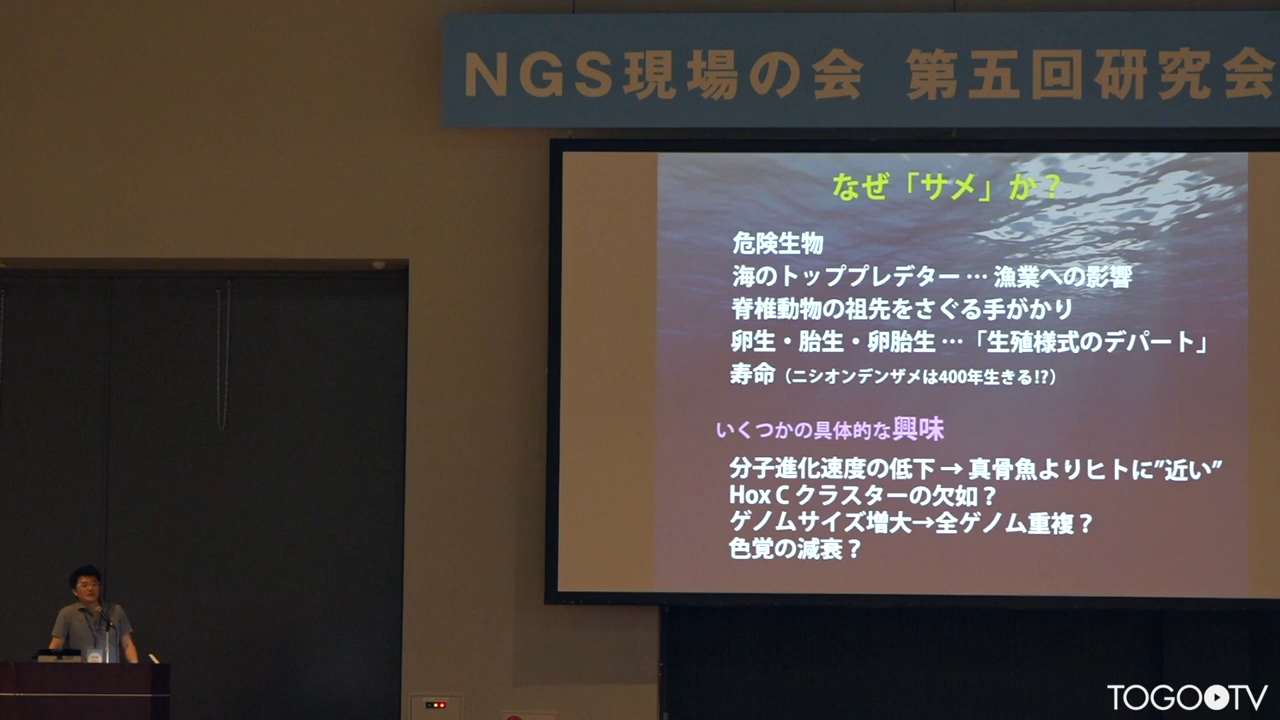 NGS現場の会 第五回研究会
なぜ「サメ」か？
危険生物
海のトッププレデター … 漁業への影響
脊椎動物の祖先をさぐる手がかり
卵生・胎生・卵胎生 …「生殖様式のデパート」
寿命（ニシオンデンザメは400年生きる!?）
いくつかの具体的な興味
分子進化速度の低下 → 真骨魚よりヒトに”近い”
Hox C クラスターの欠如？
ゲノムサイズ増大→全ゲノム重複？
色覚の減衰？
TOGO TV